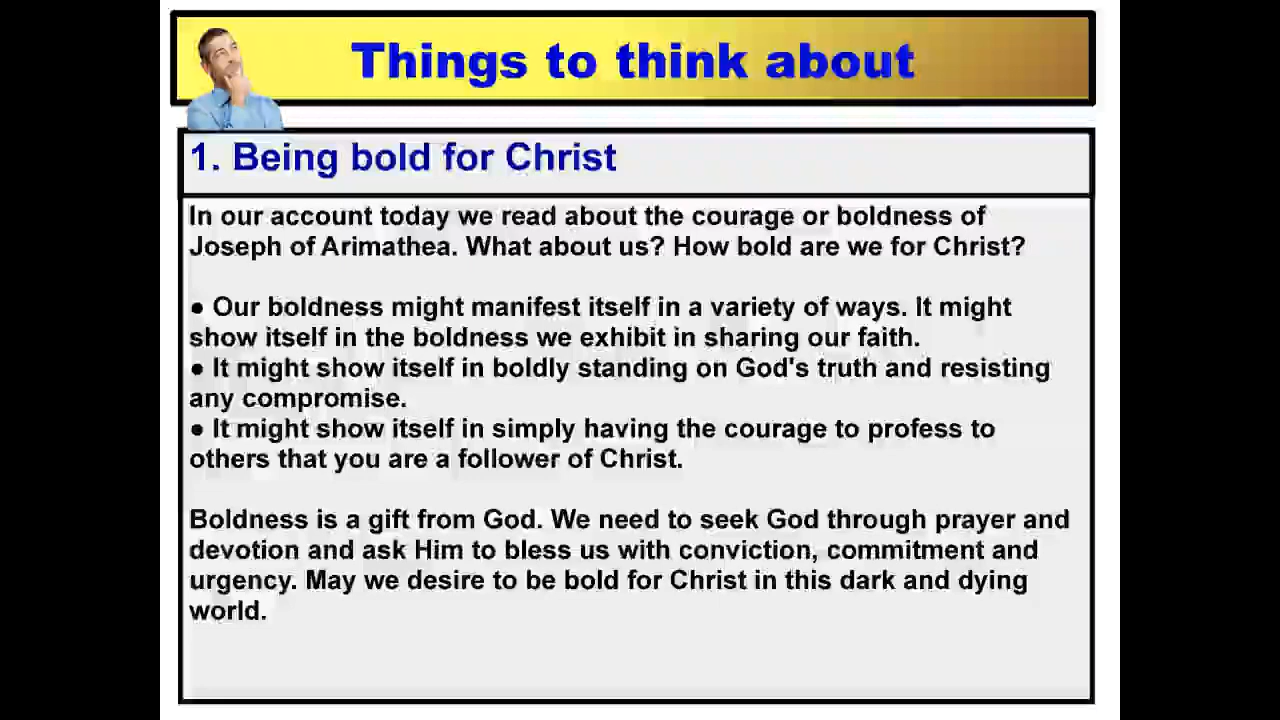 Things to think about
1. Being bold for Christ
In our account today we read about the courage or boldness of
Joseph of Arimathea. What about us? How bold are we for Christ?
● Our boldness might manifest itself in a variety of ways. It might
show itself in the boldness we exhibit in sharing our faith.
● It might show itself in boldly standing on God's truth and resisting
any compromise.
● It might show itself in simply having the courage to profess to
others that you are a follower of Christ.
Boldness is a gift from God. We need to seek God through prayer and
devotion and ask Him to bless us with conviction, commitment and
urgency. May we desire to be bold for Christ in this dark and dying
world.